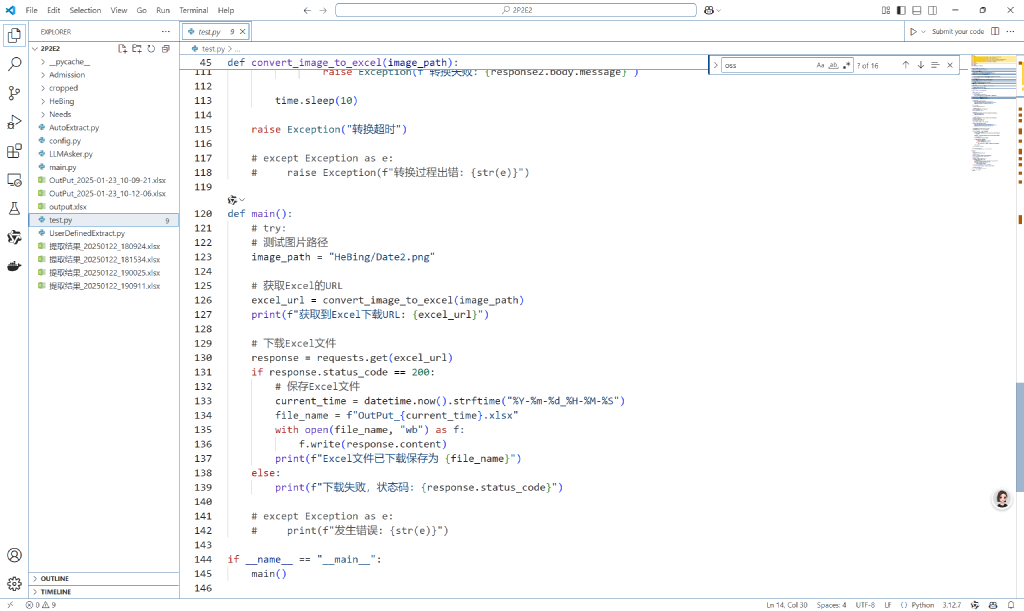 File Edit Selection View Go Run Terminal Help
2P2E2
EXPLORER
2P2E2
__pycache__
Admission
cropped
HeBing
Needs
AutoExtract.py
config.py
LLMAsker.py
main.py
OutPut_2025-01-23_10-09-21.xlsx
OutPut_2025-01-23_10-12-06.xlsx
output.xlsx
test.py 9
UserDefinedExtract.py
提取结果_20250122_180924.xlsx
提取结果_20250122_181534.xlsx
提取结果_20250122_190025.xlsx
提取结果_20250122_190911.xlsx
OUTLINE
TIMELINE
test.py 9
Submit your code
test.py > ...
oss Aa ab .* ? of 16
45 def convert_image_to_excel(image_path):
111 raise Exception(f"转换失败: {response2.body.message}")
112
113 time.sleep(10)
114
115 raise Exception("转换超时")
116
117 # except Exception as e:
118 # raise Exception(f"转换过程出错: {str(e)}")
119
120 def main():
121 # try:
122 # 测试图片路径
123 image_path = "HeBing/Date2.png"
124
125 # 获取Excel的URL
126 excel_url = convert_image_to_excel(image_path)
127 print(f"获取到Excel下载URL: {excel_url}")
128
129 # 下载Excel文件
130 response = requests.get(excel_url)
131 if response.status_code == 200:
132 # 保存Excel文件
133 current_time = datetime.now().strftime("%Y-%m-%d_%H-%M-%S")
134 file_name = f"OutPut_{current_time}.xlsx"
135 with open(file_name, "wb") as f:
136 f.write(response.content)
137 print(f"Excel文件已下载保存为 {file_name}")
138 else:
139 print(f"下载失败，状态码: {response.status_code}")
140
141 # except Exception as e:
142 # print(f"发生错误: {str(e)}")
143
144 if __name__ == "__main__":
145 main()
146
0 9
Ln 14, Col 30 Spaces: 4 UTF-8 LF {} Python 3.12.7